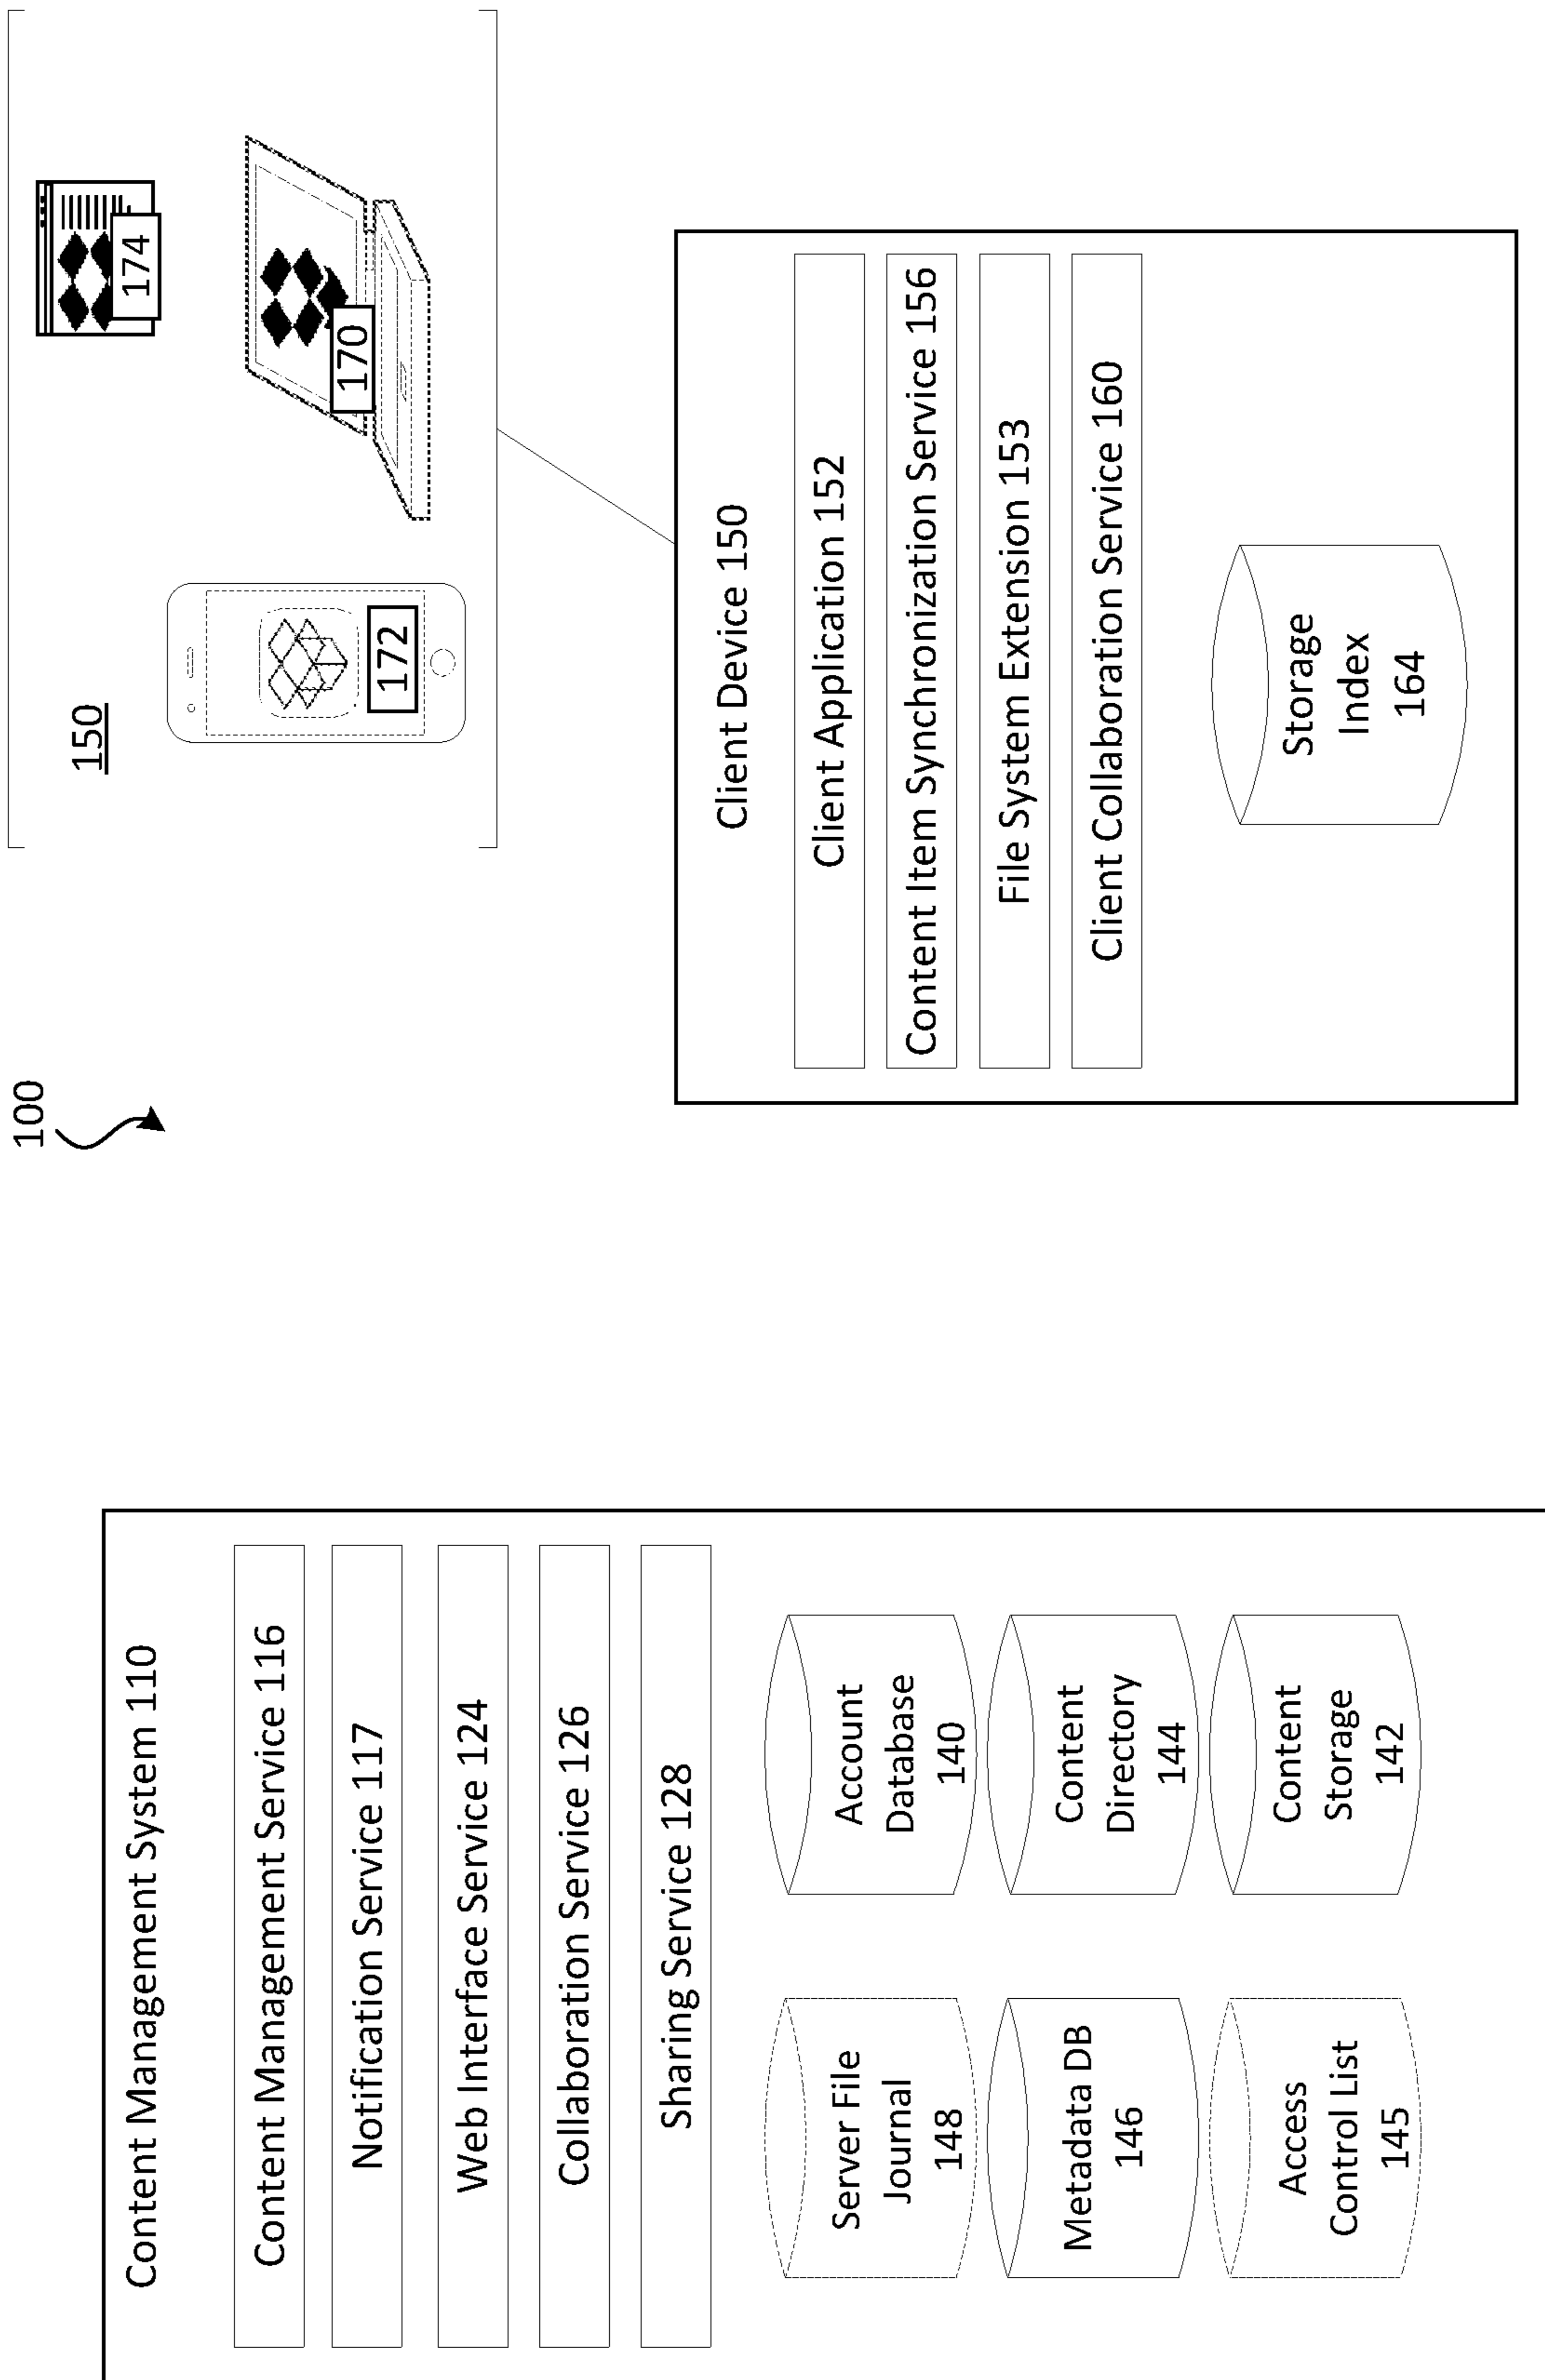 100
Content Management System 110
Content Management Service 116
Notification Service 117
Web Interface Service 124
Collaboration Service 126
Sharing Service 128
Server File
Journal
148
Account
Database
140
Metadata DB
146
Content
Directory
144
Access
Control List
145
Content
Storage
142
150
172
170
174
Client Device 150
Client Application 152
Content Item Synchronization Service 156
File System Extension 153
Client Collaboration Service 160
Storage
Index
164